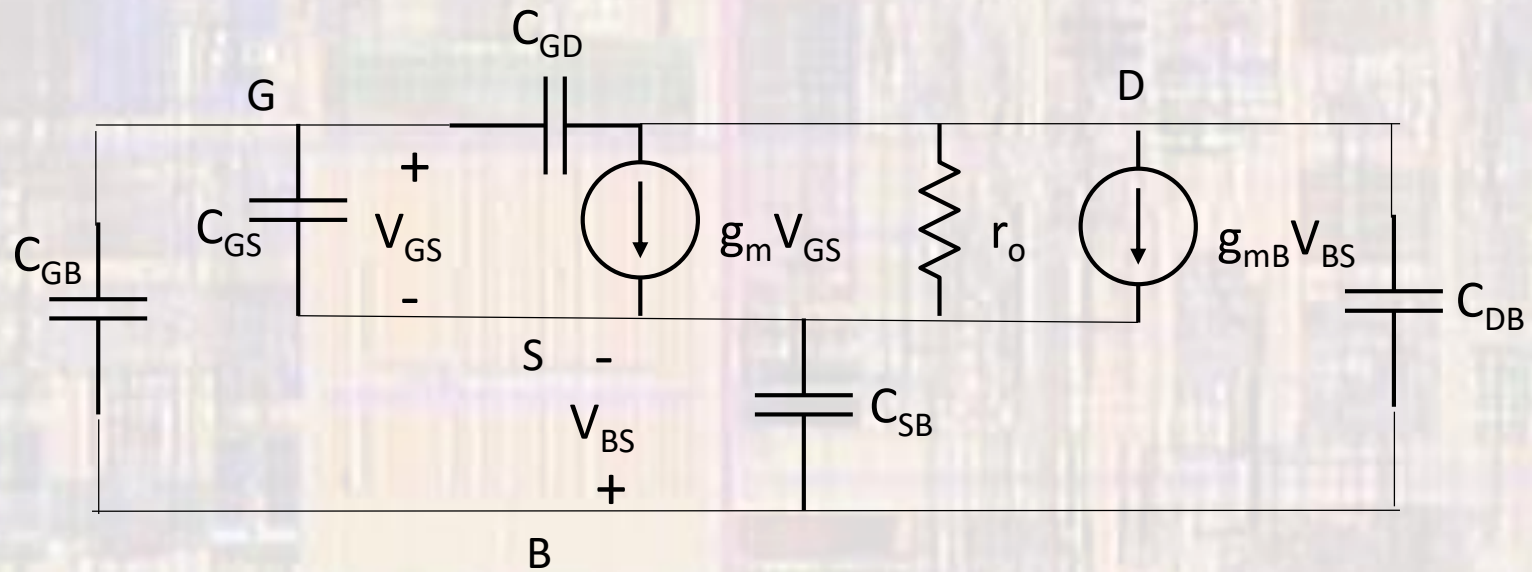 C_GD
G
D
+
C_GS
V_GS
g_mV_GS
r_o
g_mBV_BS
C_GB
-
C_DB
S
-
C_SB
V_BS
+
B